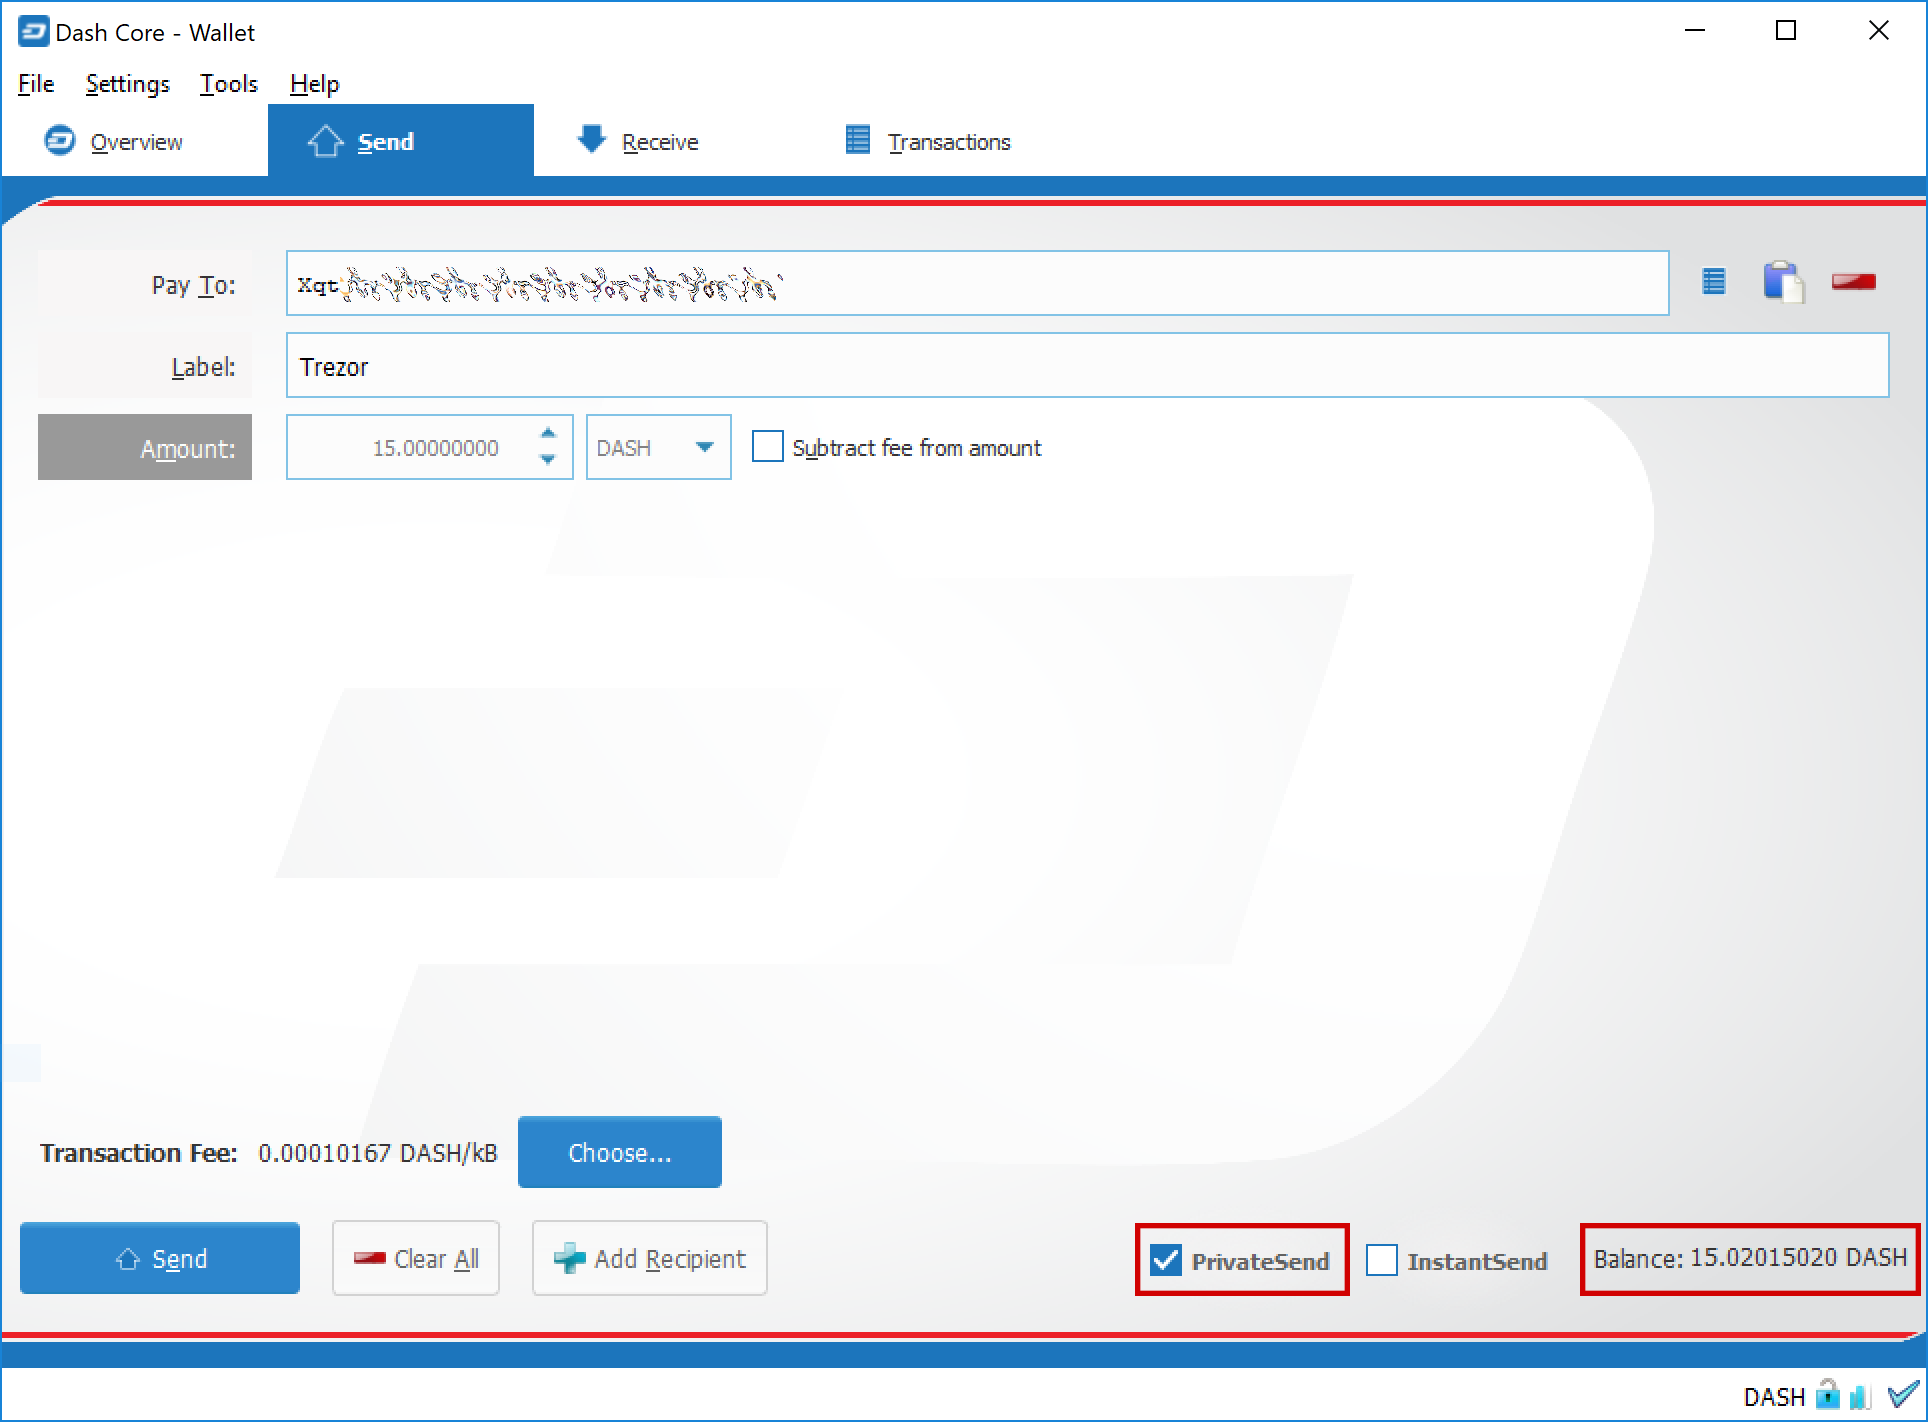 Dash Core - Wallet
File Settings Tools Help
Overview Send Receive Transactions
Pay To: Xqt
Label: Trezor
Amount: 15.00000000 DASH Subtract fee from amount
Transaction Fee: 0.00010167 DASH/kB Choose...
Send Clear All Add Recipient PrivateSend InstantSend Balance: 15.02015020 DASH
DASH